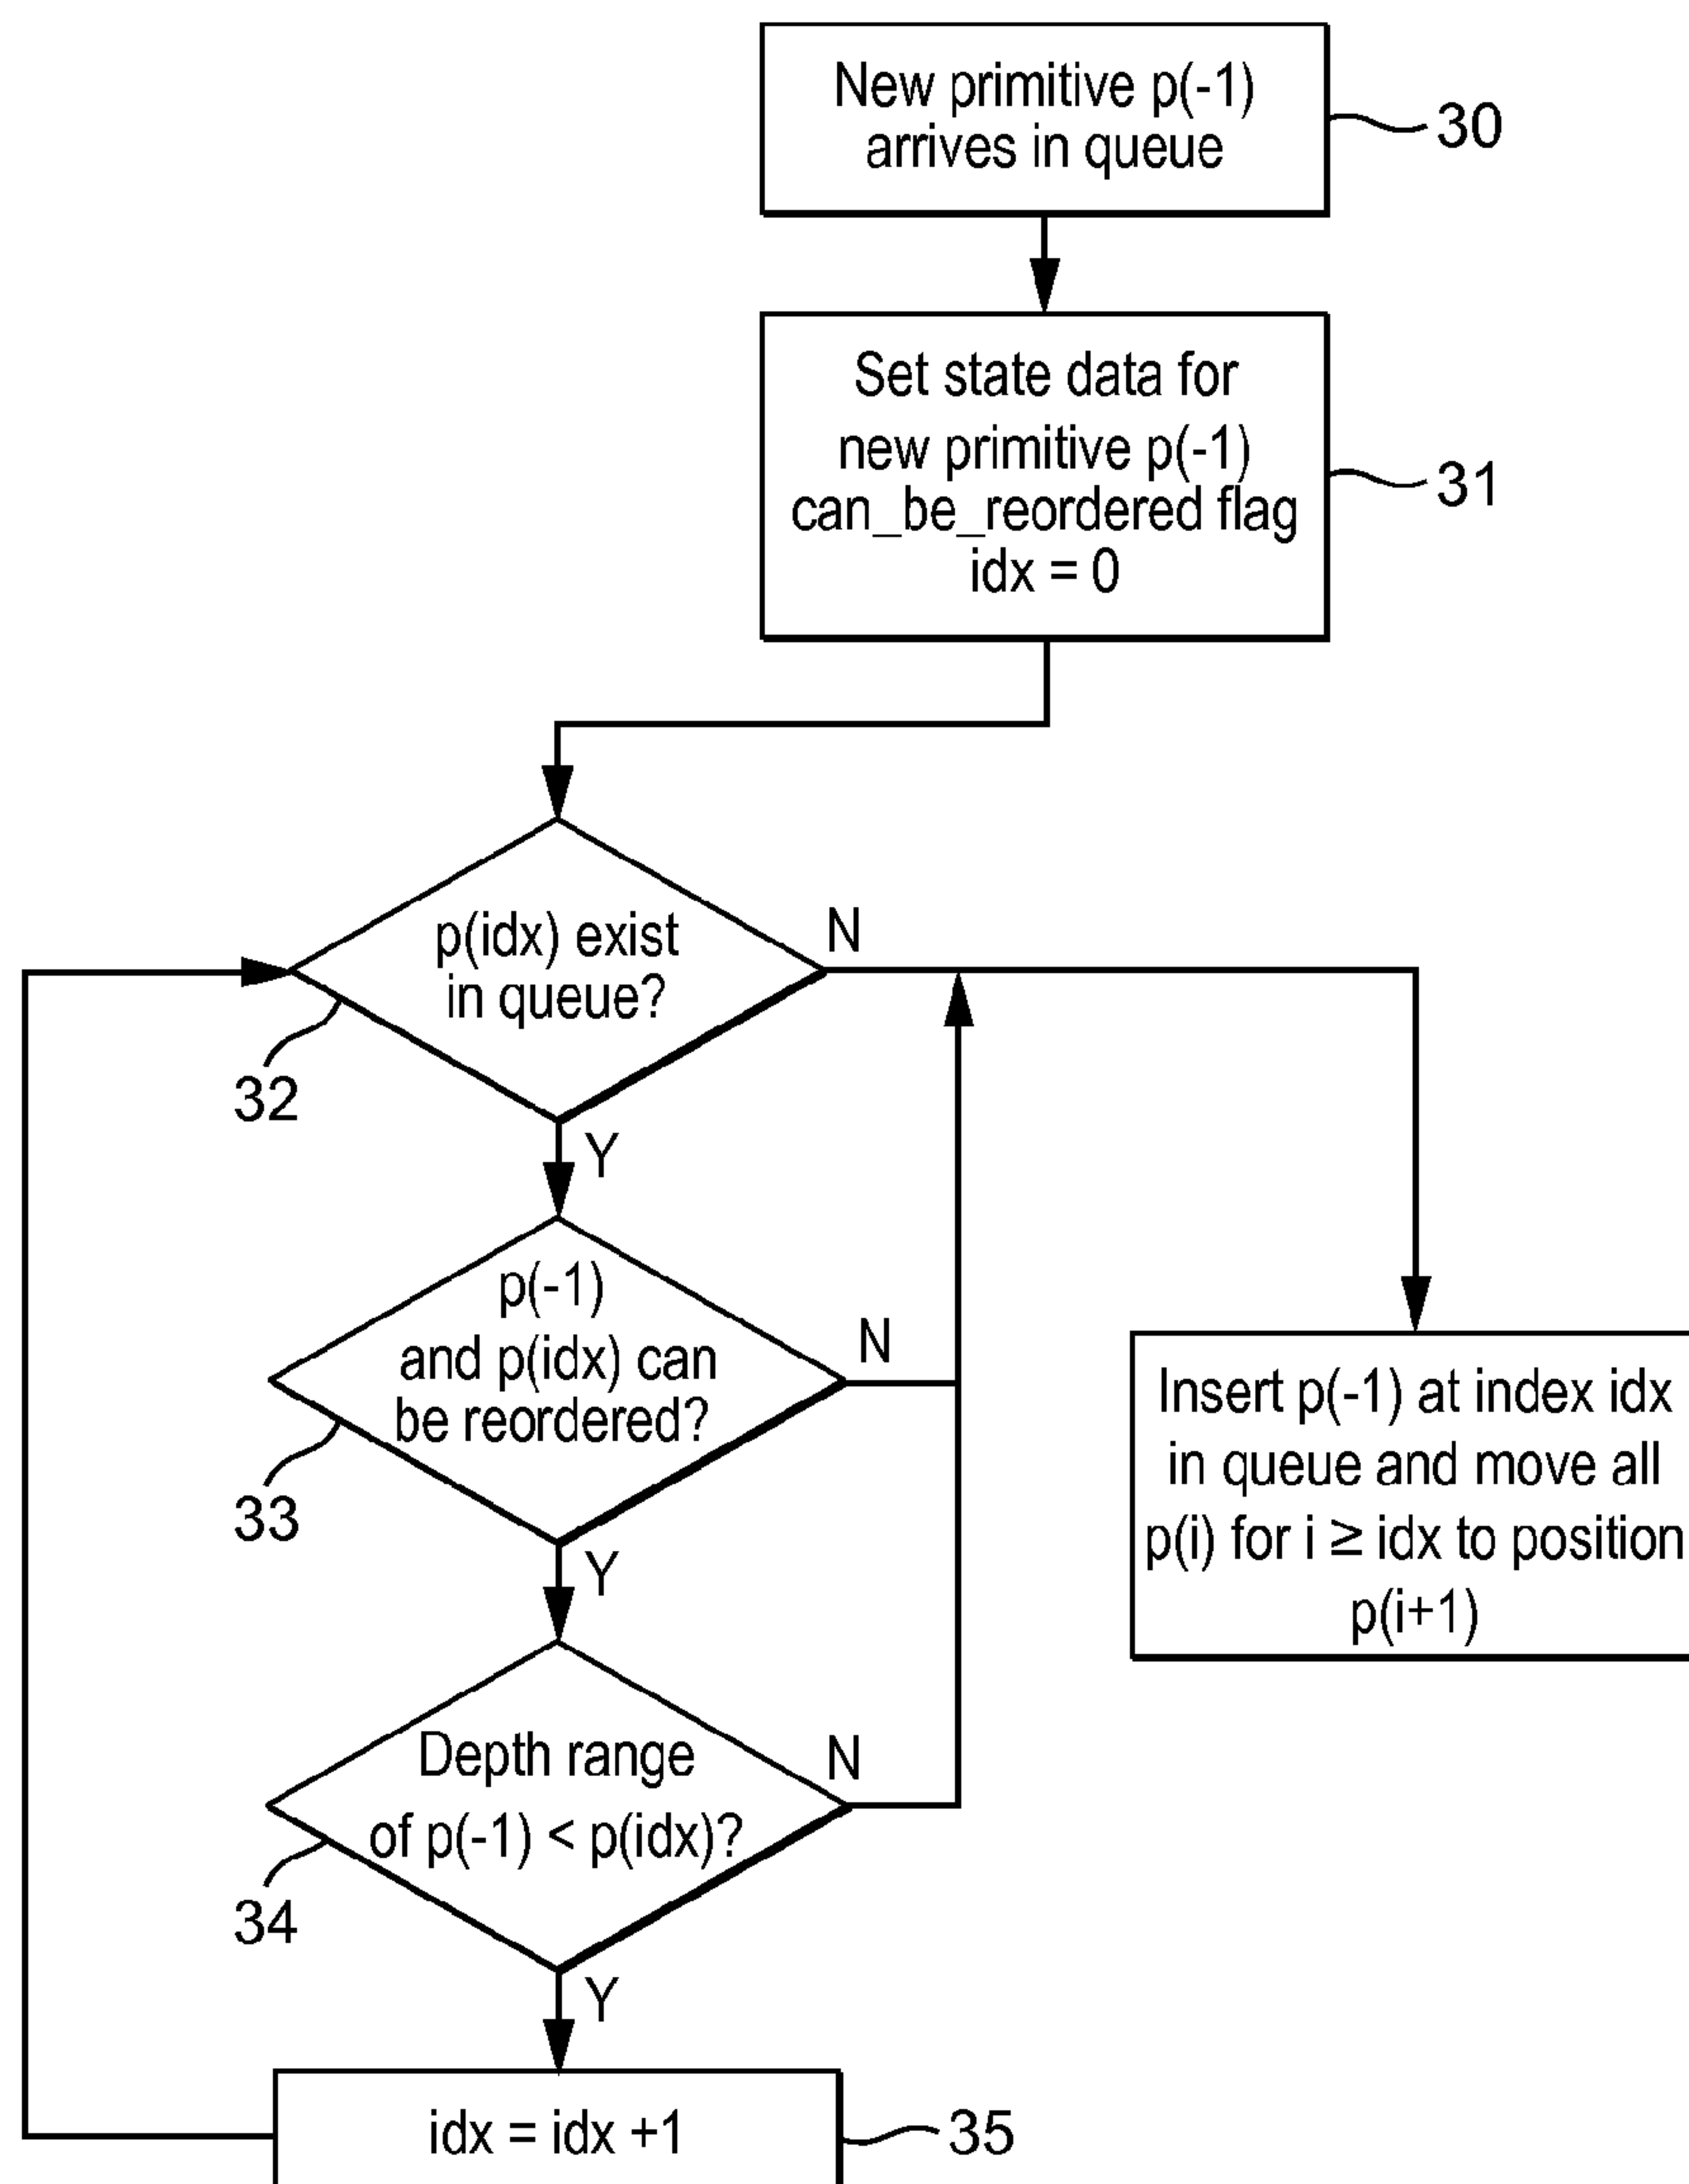 New primitive p(-1)
arrives in queue
30
Set state data for
new primitive p(-1)
can_be_reordered flag
idx = 0
31
p(idx) exist
in queue?
N
32
Y
p(-1)
and p(idx) can
be reordered?
N
33
Y
Insert p(-1) at index idx
in queue and move all
p(i) for i ≥ idx to position
p(i+1)
Depth range
of p(-1) < p(idx)?
N
34
Y
idx = idx +1
35